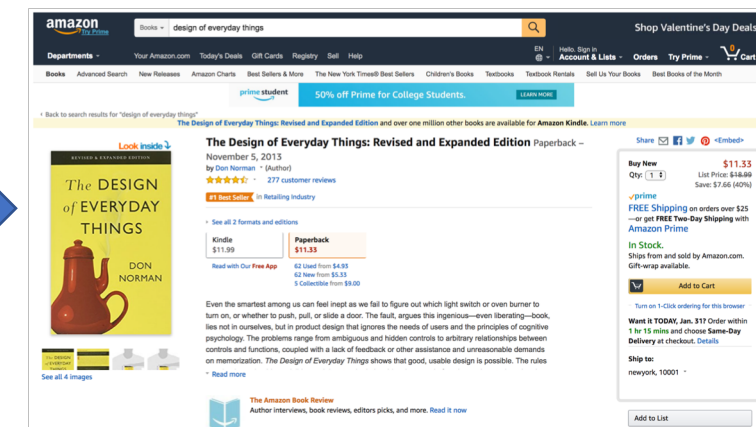 amazon
Try Prime
Books
design of everyday things
Shop Valentine's Day Deals
Departments
Your Amazon.com Today's Deals Gift Cards Registry Sell Help
EN
Hello. Sign in
Account & Lists
Orders
Try Prime
0
Cart
Books Advanced Search New Releases Amazon Charts Best Sellers & More The New York Times® Best Sellers Children's Books Textbooks Textbook Rentals Sell Us Your Books Best Books of the Month
prime student
50% off Prime for College Students.
LEARN MORE
‹ Back to search results for "design of everyday things"
The Design of Everyday Things: Revised and Expanded Edition and over one million other books are available for Amazon Kindle. Learn more
Look inside
REVISED & EXPANDED EDITION
The DESIGN
of EVERYDAY
THINGS
DON
NORMAN
The DESIGN
of EVERYDAY
THINGS
See all 4 images
The Design of Everyday Things: Revised and Expanded Edition Paperback –
November 5, 2013
by Don Norman (Author)
277 customer reviews
#1 Best Seller in Retailing Industry
See all 2 formats and editions
Kindle
$11.99
Paperback
$11.33
Read with Our Free App
62 Used from $4.93
62 New from $5.33
5 Collectible from $9.00
Even the smartest among us can feel inept as we fail to figure out which light switch or oven burner to
turn on, or whether to push, pull, or slide a door. The fault, argues this ingenious—even liberating—book,
lies not in ourselves, but in product design that ignores the needs of users and the principles of cognitive
psychology. The problems range from ambiguous and hidden controls to arbitrary relationships between
controls and functions, coupled with a lack of feedback or other assistance and unreasonable demands
on memorization. The Design of Everyday Things shows that good, usable design is possible. The rules
Read more
The Amazon Book Review
Author interviews, book reviews, editors picks, and more. Read it now
Share <Embed>
Buy New
$11.33
Qty: 1
List Price: $18.99
Save: $7.66 (40%)
prime
FREE Shipping on orders over $25
—or get FREE Two-Day Shipping with
Amazon Prime
In Stock.
Ships from and sold by Amazon.com.
Gift-wrap available.
Add to Cart
Turn on 1-Click ordering for this browser
Want it TODAY, Jan. 31? Order within
1 hr 15 mins and choose Same-Day
Delivery at checkout. Details
Ship to:
newyork, 10001
Add to List